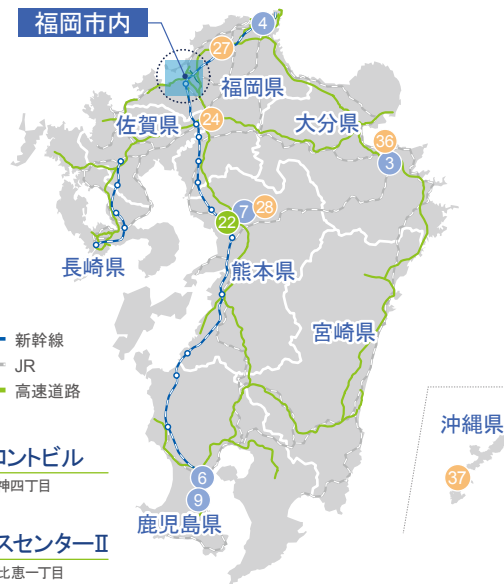 福岡市内
4
27
福岡県
佐賀県
24
大分県
36
3
7
28
22
長崎県
熊本県
新幹線
JR
高速道路
宮崎県
沖縄県
37
コントビル
神四丁目
6
9
鹿児島県
スセンターⅡ
比恵一丁目